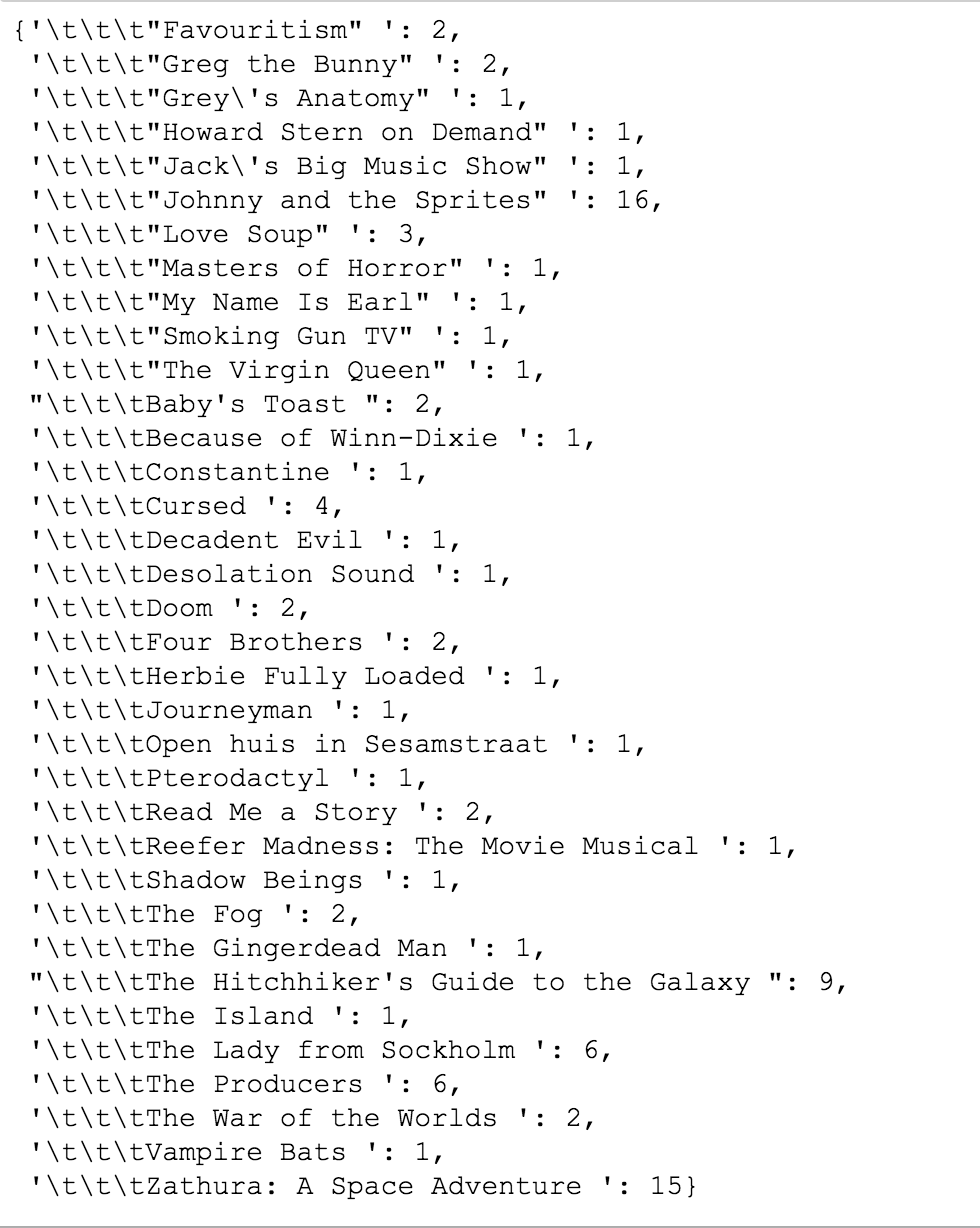 {'\t\t\t"Favouritism" ': 2,
 '\t\t\t"Greg the Bunny" ': 2,
 '\t\t\t"Grey\'s Anatomy" ': 1,
 '\t\t\t"Howard Stern on Demand" ': 1,
 '\t\t\t"Jack\'s Big Music Show" ': 1,
 '\t\t\t"Johnny and the Sprites" ': 16,
 '\t\t\t"Love Soup" ': 3,
 '\t\t\t"Masters of Horror" ': 1,
 '\t\t\t"My Name Is Earl" ': 1,
 '\t\t\t"Smoking Gun TV" ': 1,
 '\t\t\t"The Virgin Queen" ': 1,
 "\t\t\tBaby's Toast ": 2,
 '\t\t\tBecause of Winn-Dixie ': 1,
 '\t\t\tConstantine ': 1,
 '\t\t\tCursed ': 4,
 '\t\t\tDecadent Evil ': 1,
 '\t\t\tDesolation Sound ': 1,
 '\t\t\tDoom ': 2,
 '\t\t\tFour Brothers ': 2,
 '\t\t\tHerbie Fully Loaded ': 1,
 '\t\t\tJourneyman ': 1,
 '\t\t\tOpen huis in Sesamstraat ': 1,
 '\t\t\tPterodactyl ': 1,
 '\t\t\tRead Me a Story ': 2,
 '\t\t\tReefer Madness: The Movie Musical ': 1,
 '\t\t\tShadow Beings ': 1,
 '\t\t\tThe Fog ': 2,
 '\t\t\tThe Gingerdead Man ': 1,
 "\t\t\tThe Hitchhiker's Guide to the Galaxy ": 9,
 '\t\t\tThe Island ': 1,
 '\t\t\tThe Lady from Sockholm ': 6,
 '\t\t\tThe Producers ': 6,
 '\t\t\tThe War of the Worlds ': 2,
 '\t\t\tVampire Bats ': 1,
 '\t\t\tZathura: A Space Adventure ': 15}